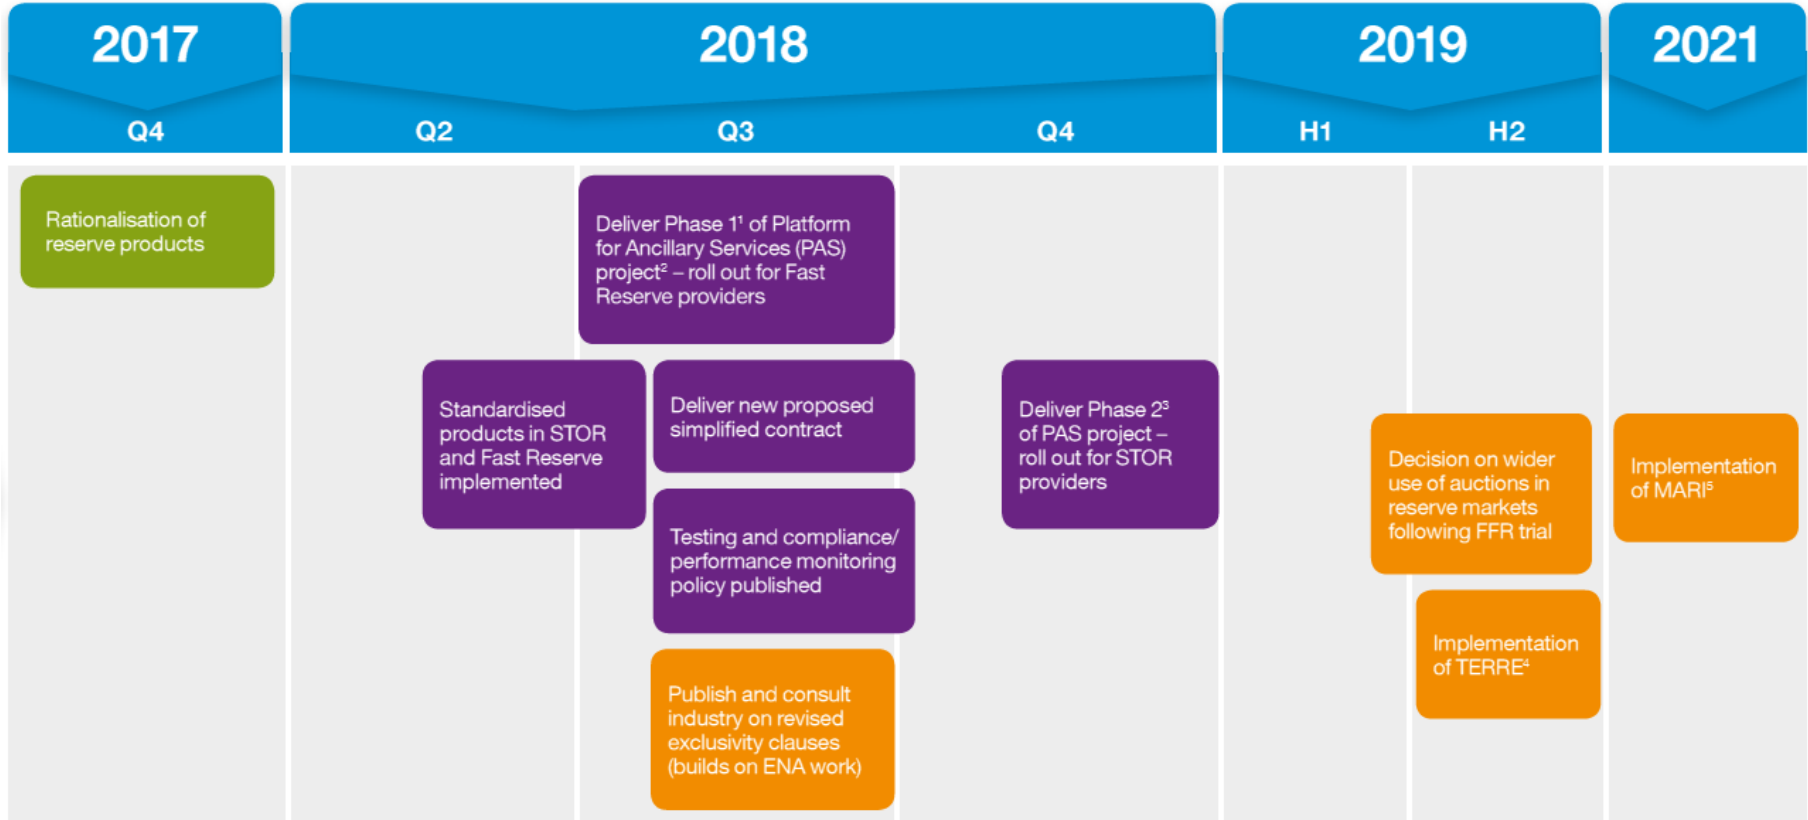 2017
2018
2019
2021
Q4
Q2
Q3
Q4
H1
H2
Rationalisation of
reserve products
Deliver Phase 1¹ of Platform
for Ancillary Services (PAS)
project² – roll out for Fast
Reserve providers
Standardised
products in STOR
and Fast Reserve
implemented
Deliver new proposed
simplified contract
Testing and compliance/
performance monitoring
policy published
Publish and consult
industry on revised
exclusivity clauses
(builds on ENA work)
Deliver Phase 2³
of PAS project –
roll out for STOR
providers
Decision on wider
use of auctions in
reserve markets
following FFR trial
Implementation
of TERRE⁴
Implementation
of MARI⁵